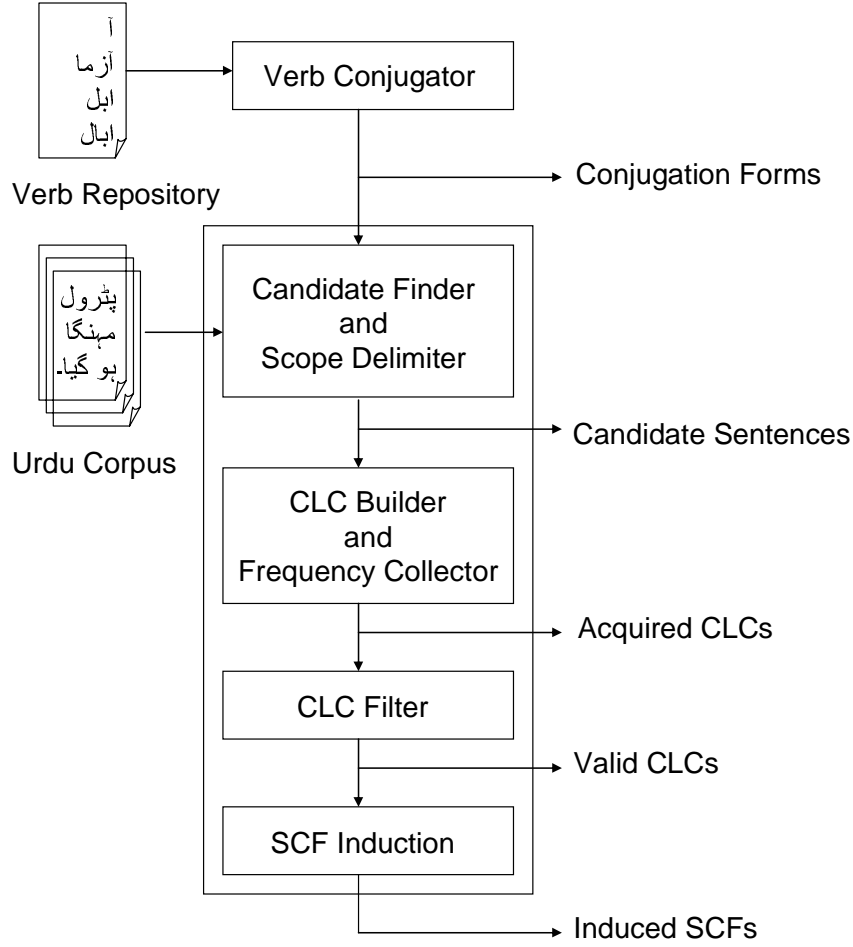 آ
آزما
ابل
ابال
Verb Conjugator
Verb Repository
Conjugation Forms
پٹرول
مہنگا
ہو گیا۔
Urdu Corpus
Candidate Finder
and
Scope Delimiter
Candidate Sentences
CLC Builder
and
Frequency Collector
Acquired CLCs
CLC Filter
Valid CLCs
SCF Induction
Induced SCFs